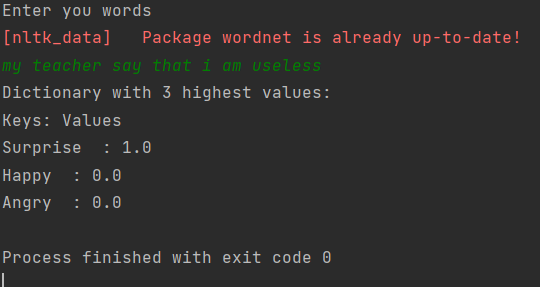 Enter you words
[nltk_data]   Package wordnet is already up-to-date!
my teacher say that i am useless
Dictionary with 3 highest values:
Keys: Values
Surprise  : 1.0
Happy  : 0.0
Angry  : 0.0
Process finished with exit code 0